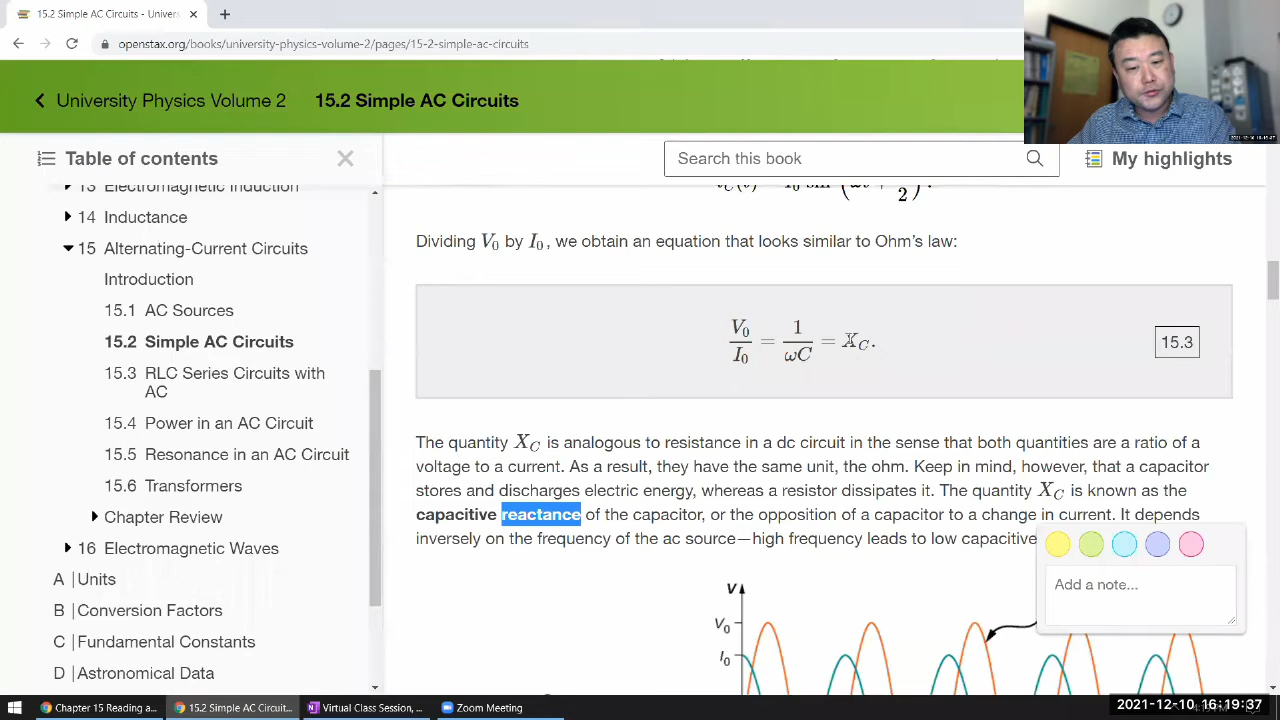 15.2 Simple AC Circuits - Univers
openstax.org/books/university-physics-volume-2/pages/15-2-simple-ac-circuits
University Physics Volume 2
15.2 Simple AC Circuits
Table of contents
Search this book
My highlights
13 Electromagnetic Induction
14 Inductance
15 Alternating-Current Circuits
Introduction
15.1 AC Sources
15.2 Simple AC Circuits
15.3 RLC Series Circuits with
AC
15.4 Power in an AC Circuit
15.5 Resonance in an AC Circuit
15.6 Transformers
Chapter Review
16 Electromagnetic Waves
A | Units
B | Conversion Factors
C | Fundamental Constants
D | Astronomical Data
Dividing V₀ by I₀, we obtain an equation that looks similar to Ohm’s law:
V₀/I₀ = 1/ωC = X_C.
15.3
The quantity X_C is analogous to resistance in a dc circuit in the sense that both quantities are a ratio of a
voltage to a current. As a result, they have the same unit, the ohm. Keep in mind, however, that a capacitor
stores and discharges electric energy, whereas a resistor dissipates it. The quantity X_C is known as the
capacitive reactance of the capacitor, or the opposition of a capacitor to a change in current. It depends
inversely on the frequency of the ac source—high frequency leads to low capacitive
Add a note...
V
V₀
I₀
Chapter 15 Reading a...
15.2 Simple AC Circuit...
Virtual Class Session, ...
Zoom Meeting
2021-12-10 16:19:37